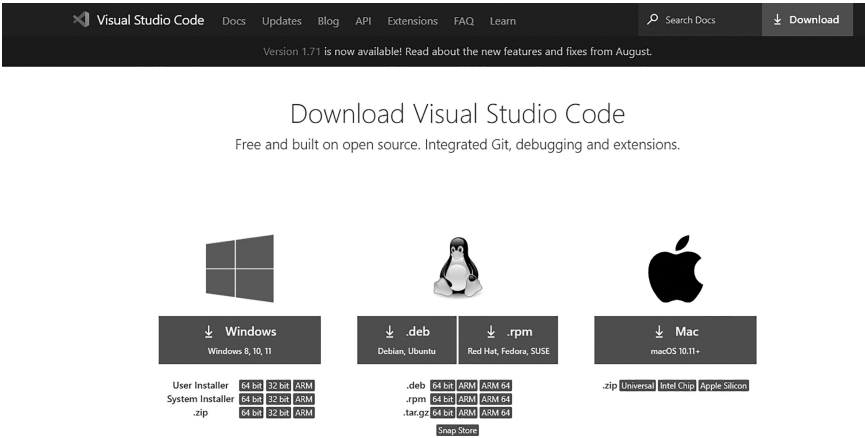 Visual Studio Code Docs Updates Blog API Extensions FAQ Learn Search Docs Download
Version 1.71 is now available! Read about the new features and fixes from August.
Download Visual Studio Code
Free and built on open source. Integrated Git, debugging and extensions.
Windows
Windows 8, 10, 11
User Installer 64 bit 32 bit ARM
System Installer 64 bit 32 bit ARM
.zip 64 bit 32 bit ARM
.deb
Debian, Ubuntu
.rpm
Red Hat, Fedora, SUSE
.deb 64 bit ARM ARM 64
.rpm 64 bit ARM ARM 64
.tar.gz 64 bit ARM ARM 64
Snap Store
Mac
macOS 10.11+
.zip Universal Intel Chip Apple Silicon